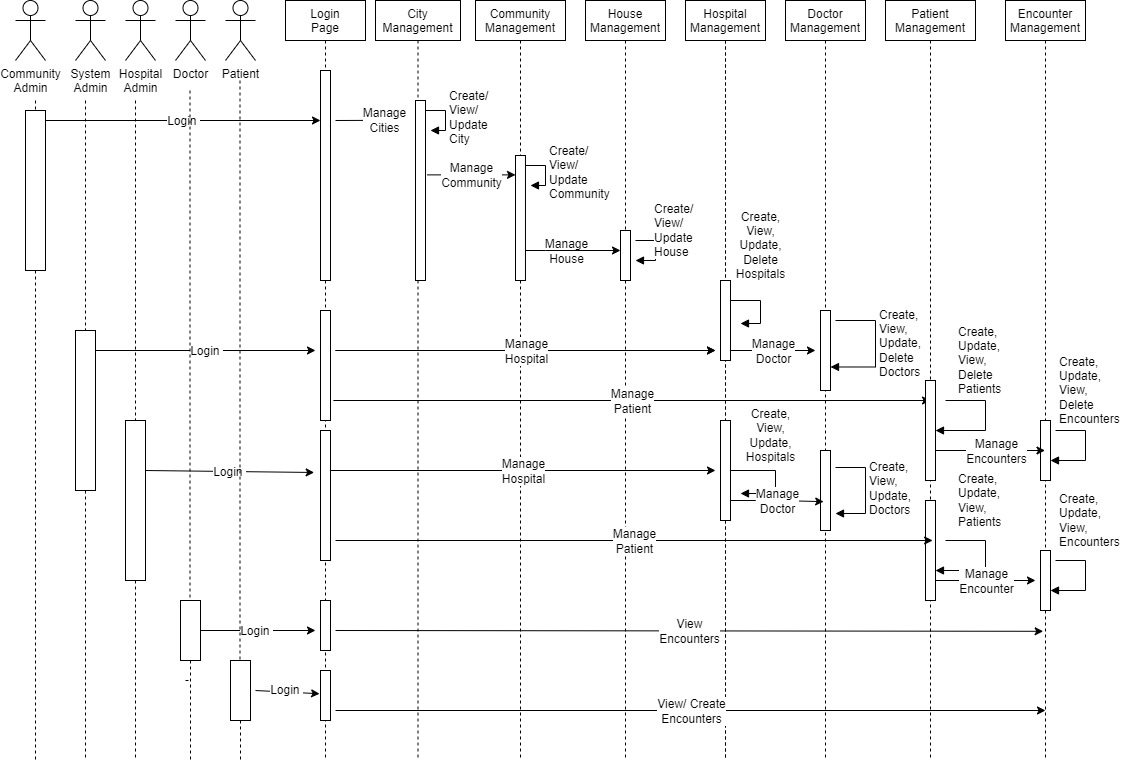 Community
Admin
System
Admin
Hospital
Admin
Doctor
Patient
Login
Page
City
Management
Community
Management
House
Management
Hospital
Management
Doctor
Management
Patient
Management
Encounter
Management
Login
Manage
Cities
Create/
View/
Update
City
Manage
Community
Create/
View/
Update
Community
Manage
House
Create/
View/
Update
House
Create,
View,
Update,
Delete
Hospitals
Login
Manage
Hospital
Manage
Doctor
Create,
View,
Update,
Delete
Doctors
Manage
Patient
Create,
Update,
View,
Delete
Patients
Manage
Encounters
Create,
Update,
View,
Delete
Encounters
Login
Manage
Hospital
Create,
View,
Update,
Hospitals
Manage
Doctor
Create,
View,
Update,
Doctors
Manage
Patient
Create,
Update,
View,
Patients
Manage
Encounter
Create,
Update,
View,
Encounters
Login
View
Encounters
Login
View/ Create
Encounters